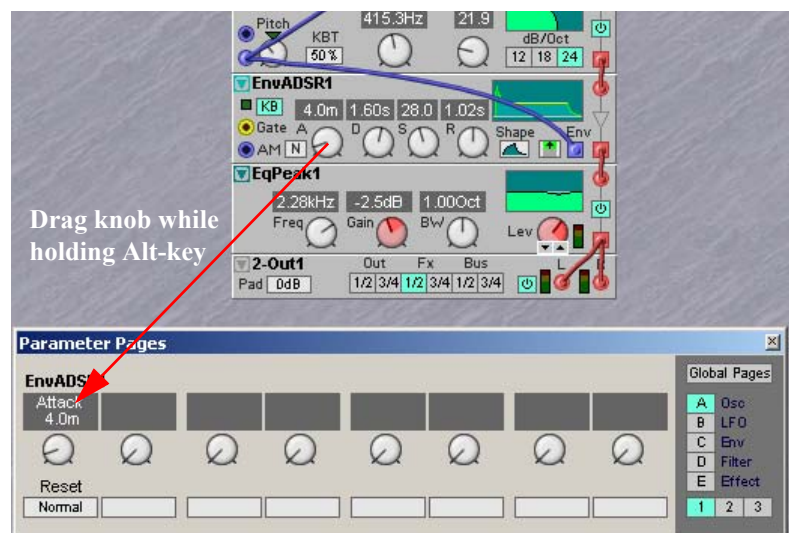 Pitch
KBT
50%
415.3Hz
21.9
dB/Oct
12 18 24
EnvADSR1
KB
4.0m 1.60s 28.0 1.02s
Gate A D S R Shape Env
AM N
EqPeak1
2.28kHz -2.5dB 1.00Oct
Freq Gain BW Lev
Drag knob while
holding Alt-key
2-Out1 Out Fx Bus L R
Pad 0dB 1/2 3/4 1/2 3/4 1/2 3/4
Parameter Pages
EnvADSR1
Attack
4.0m
Reset
Normal
Global Pages
A Osc
B LFO
C Env
D Filter
E Effect
1 2 3